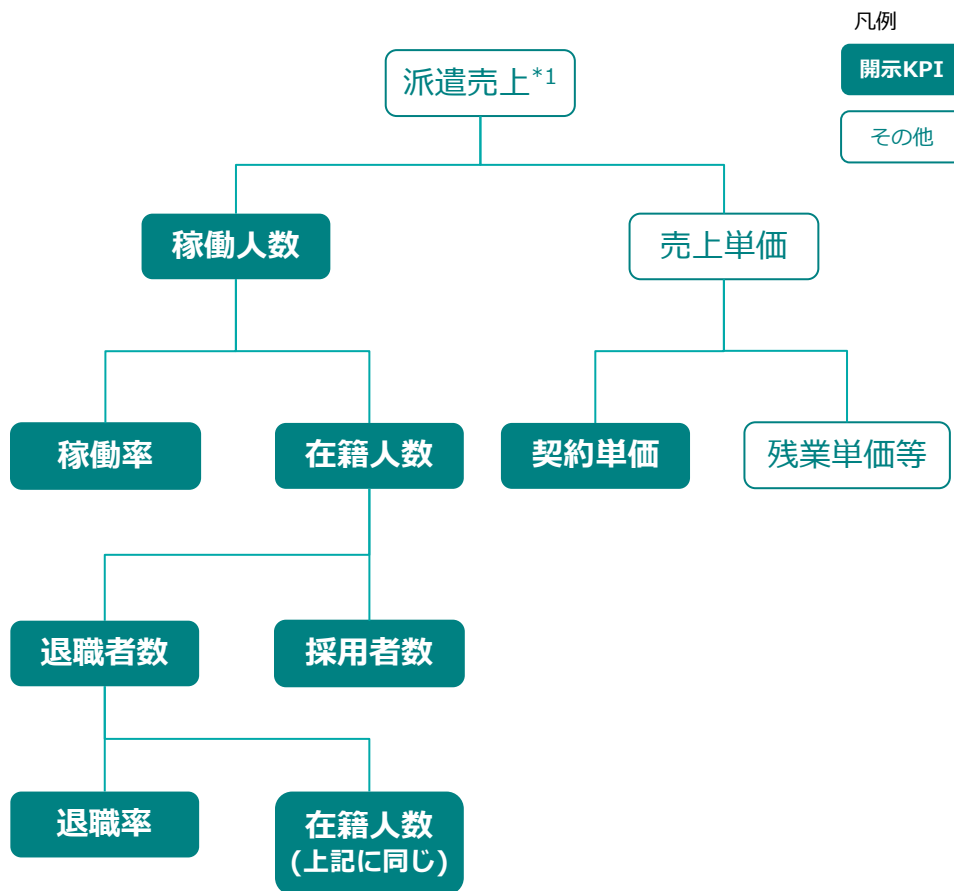 凡例
開示KPI
その他
派遣売上*1
稼働人数
売上単価
稼働率
在籍人数
契約単価
残業単価等
退職者数
採用者数
退職率
在籍人数
(上記に同じ)